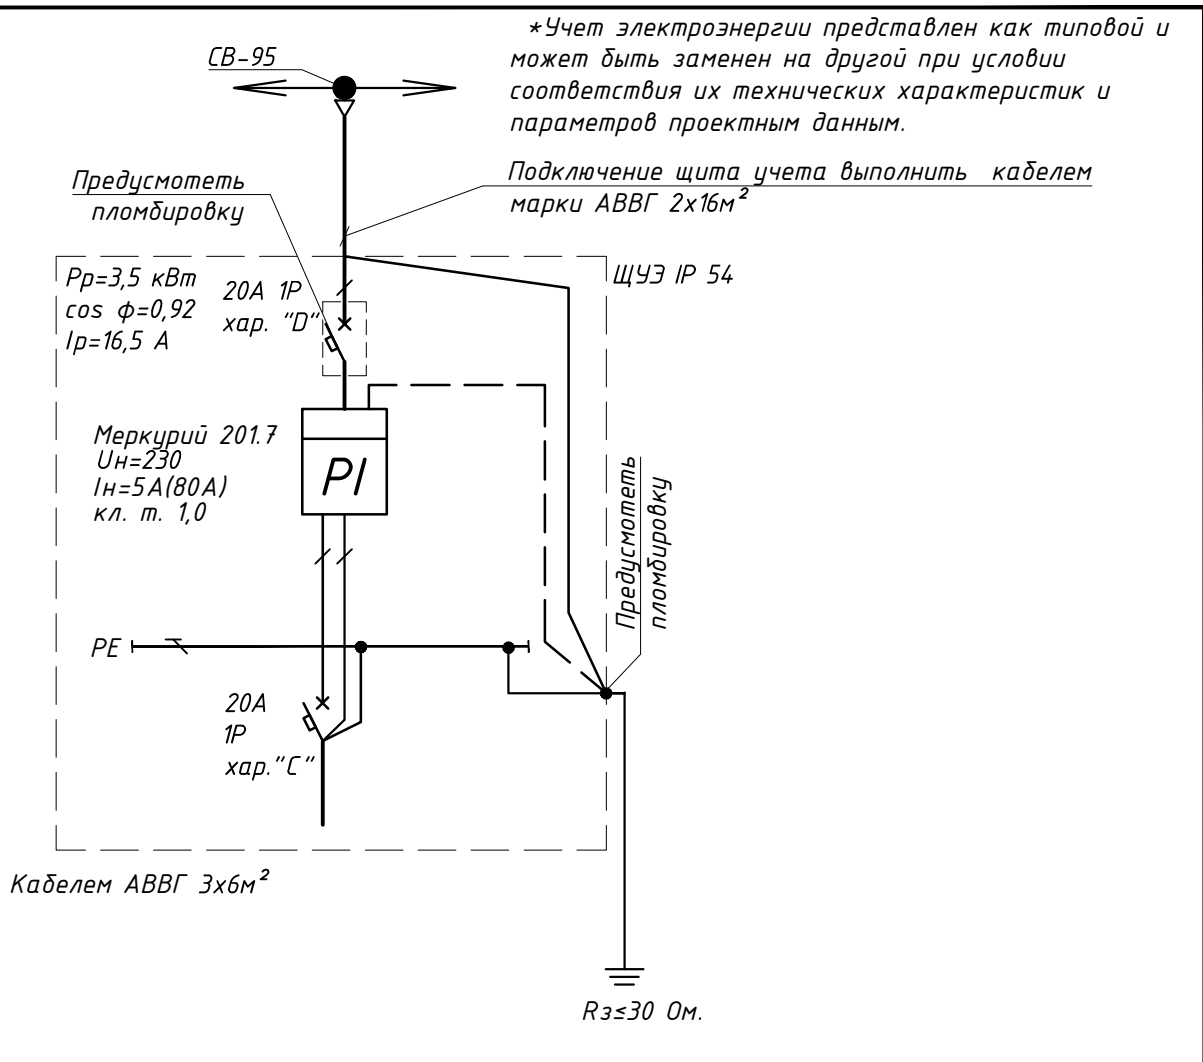 *Учет электроэнергии представлен как типовой и
может быть заменен на другой при условии
соответствия их технических характеристик и
параметров проектным данным.
СВ-95
Подключение щита учета выполнить кабелем
марки АВВГ 2х16м²
Предусмотеть
пломбировку
ЩУЭ IP 54
Рр=3,5 кВт
cos ф=0,92
Iр=16,5 А
20А 1Р
хар. "D"
Меркурий 201.7
Uн=230
Iн=5А(80А)
кл. т. 1,0
PI
Предусмотеть
пломбировку
PE
20А
1Р
хар."С"
Кабелем АВВГ 3х6м²
Rз≤30 Ом.